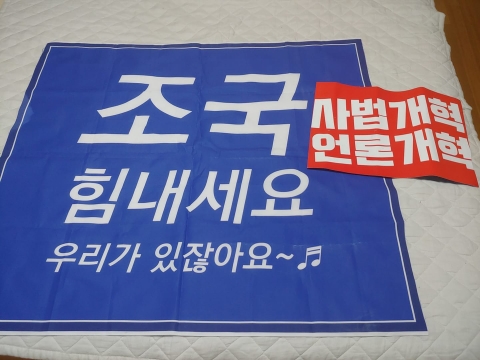 조국
힘내세요
우리가 있잖아요~♬
사법개혁
언론개혁